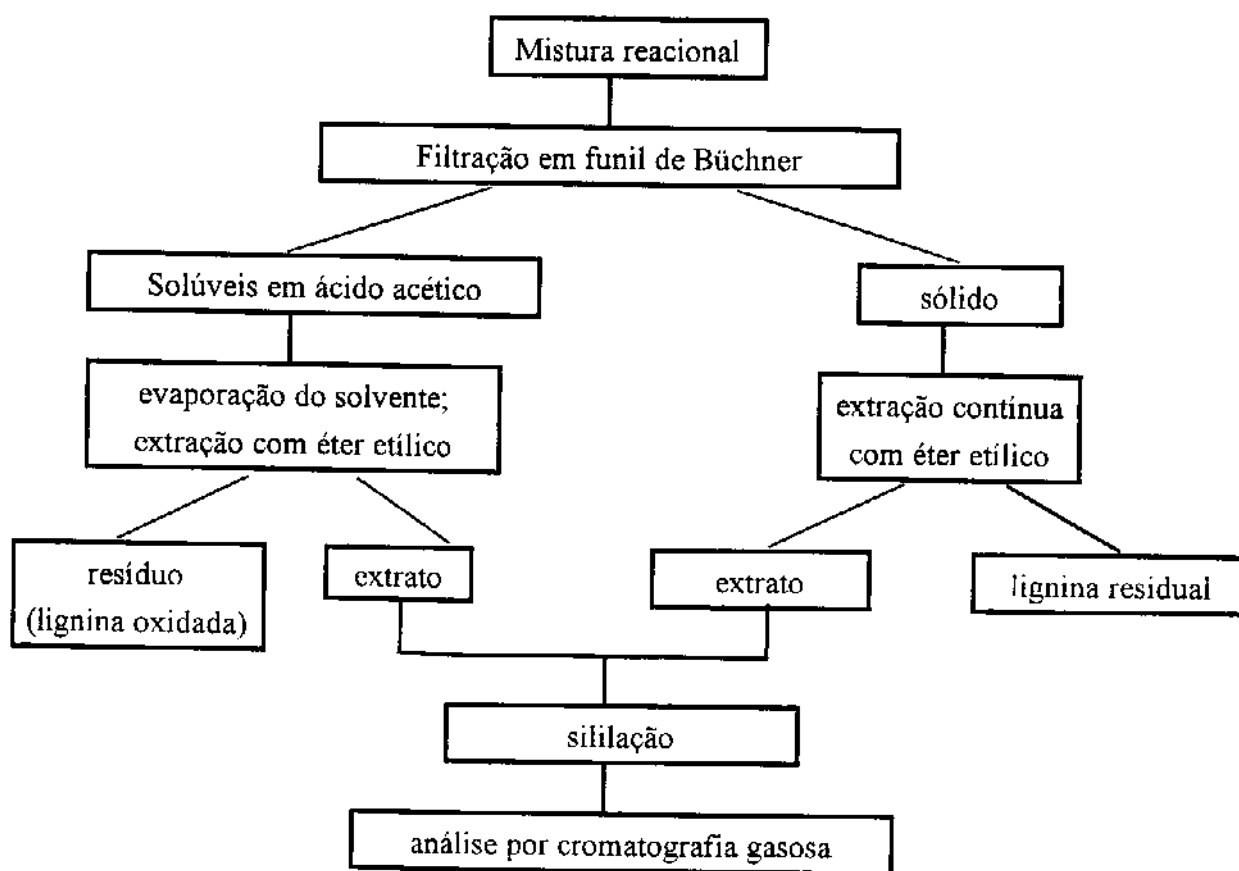 Mistura reacional
Filtração em funil de Büchner
Solúveis em ácido acético
sólido
evaporação do solvente;
extração com éter etílico
extração contínua
com éter etílico
resíduo
(lignina oxidada)
extrato
extrato
lignina residual
sililação
análise por cromatografia gasosa